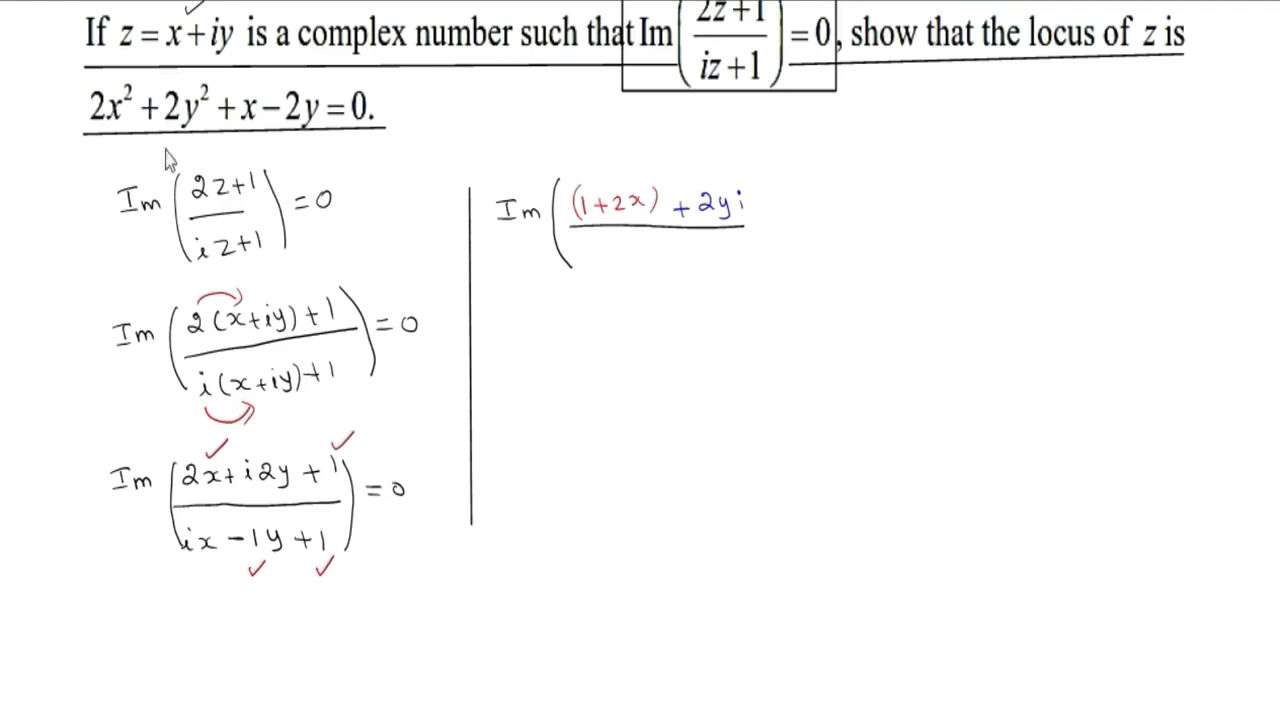 If z = x + iy is a complex number such that Im(2z+1 / iz+1) = 0, show that the locus of z is
2x² + 2y² + x − 2y = 0.
Im(2z+1 / iz+1) = 0
Im(2(x+iy)+1 / i(x+iy)+1) = 0
Im(2x+i2y+1 / ix−1y+1) = 0
Im((1+2x) + 2yi